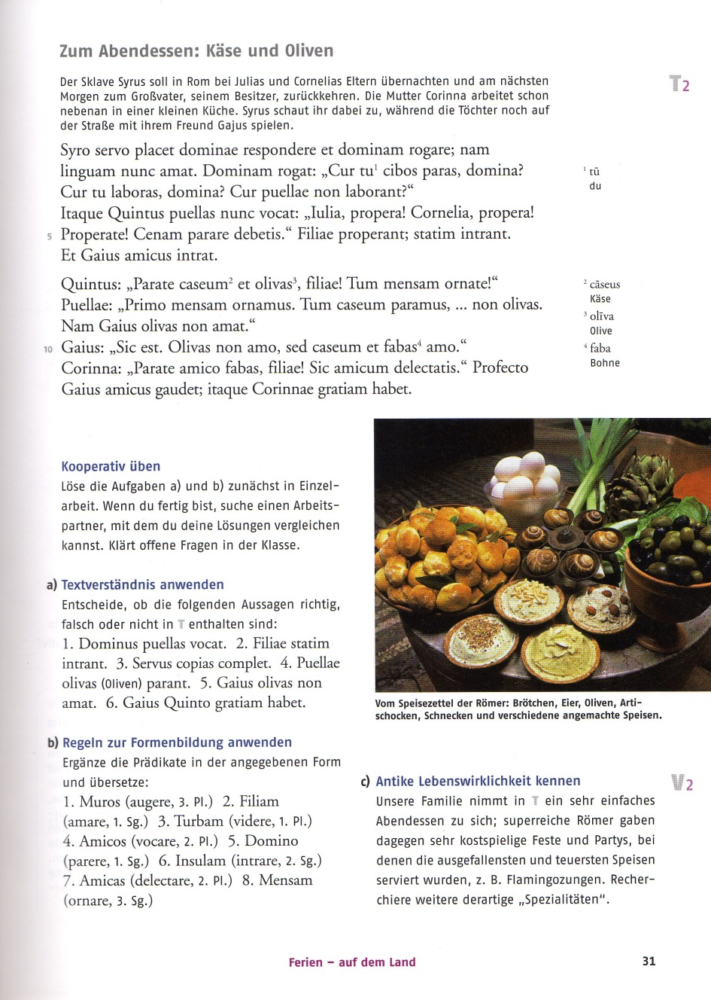 Zum Abendessen: Käse und Oliven
Der Sklave Syrus soll in Rom bei Julias und Cornelias Eltern übernachten und am nächsten
Morgen zum Großvater, seinem Besitzer, zurückkehren. Die Mutter Corinna arbeitet schon
nebenan in einer kleinen Küche. Syrus schaut ihr dabei zu, während die Töchter noch auf
der Straße mit ihrem Freund Gajus spielen.
T2
Syro servo placet dominae respondere et dominam rogare; nam
linguam nunc amat. Dominam rogat: „Cur tu¹ cibos paras, domina?
Cur tu laboras, domina? Cur puellae non laborant?“
Itaque Quintus puellas nunc vocat: „Iulia, propera! Cornelia, propera!
5 Properate! Cenam parare debetis.“ Filiae properant; statim intrant.
Et Gaius amicus intrat.
¹ tū
du
Quintus: „Parate caseum² et olivas³, filiae! Tum mensam ornate!“
Puellae: „Primo mensam ornamus. Tum caseum paramus, ... non olivas.
Nam Gaius olivas non amat.“
10 Gaius: „Sic est. Olivas non amo, sed caseum et fabas⁴ amo.“
Corinna: „Parate amico fabas, filiae! Sic amicum delectatis.“ Profecto
Gaius amicus gaudet; itaque Corinnae gratiam habet.
² cāseus
Käse
³ olīva
Olive
⁴ faba
Bohne
Kooperativ üben
Löse die Aufgaben a) und b) zunächst in Einzel-
arbeit. Wenn du fertig bist, suche einen Arbeits-
partner, mit dem du deine Lösungen vergleichen
kannst. Klärt offene Fragen in der Klasse.
a) Textverständnis anwenden
Entscheide, ob die folgenden Aussagen richtig,
falsch oder nicht in T enthalten sind:
1. Dominus puellas vocat. 2. Filiae statim
intrant. 3. Servus copias complet. 4. Puellae
olivas (Oliven) parant. 5. Gaius olivas non
amat. 6. Gaius Quinto gratiam habet.
b) Regeln zur Formenbildung anwenden
Ergänze die Prädikate in der angegebenen Form
und übersetze:
1. Muros (augere, 3. Pl.) 2. Filiam
(amare, 1. Sg.) 3. Turbam (videre, 1. Pl.)
4. Amicos (vocare, 2. Pl.) 5. Domino
(parere, 1. Sg.) 6. Insulam (intrare, 2. Sg.)
7. Amicas (delectare, 2. Pl.) 8. Mensam
(ornare, 3. Sg.)
Vom Speisezettel der Römer: Brötchen, Eier, Oliven, Arti-
schocken, Schnecken und verschiedene angemachte Speisen.
c) Antike Lebenswirklichkeit kennen
V2
Unsere Familie nimmt in T ein sehr einfaches
Abendessen zu sich; superreiche Römer gaben
dagegen sehr kostspielige Feste und Partys, bei
denen die ausgefallensten und teuersten Speisen
serviert wurden, z. B. Flamingozungen. Recher-
chiere weitere derartige „Spezialitäten“.
Ferien – auf dem Land
31